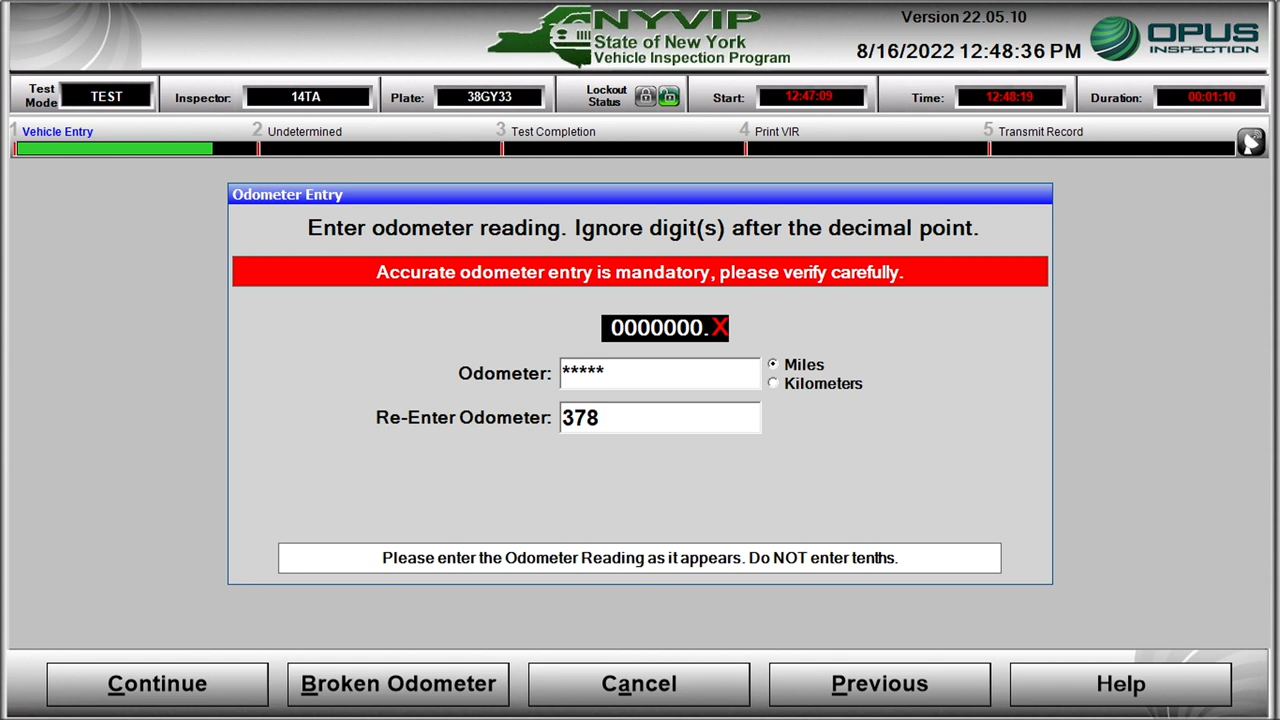 NYVIP
State of New York
Vehicle Inspection Program
Version 22.05.10
8/16/2022 12:48:36 PM
OPUS
INSPECTION
Test Mode TEST
Inspector: 14TA
Plate: 38GY33
Lockout Status
Start: 12:47:09
Time: 12:48:19
Duration: 00:01:10
1 Vehicle Entry
2 Undetermined
3 Test Completion
4 Print VIR
5 Transmit Record
Odometer Entry
Enter odometer reading. Ignore digit(s) after the decimal point.
Accurate odometer entry is mandatory, please verify carefully.
0000000.X
Odometer: *****
Miles
Kilometers
Re-Enter Odometer: 378
Please enter the Odometer Reading as it appears. Do NOT enter tenths.
Continue
Broken Odometer
Cancel
Previous
Help